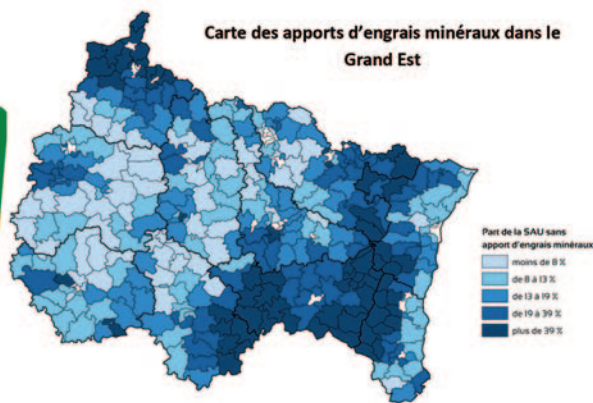 Carte des apports d'engrais minéraux dans le
Grand Est
Part de la SAU sans
apport d'engrais minéraux
moins de 8 %
de 8 à 13 %
de 13 à 19 %
de 19 à 39 %
plus de 39 %